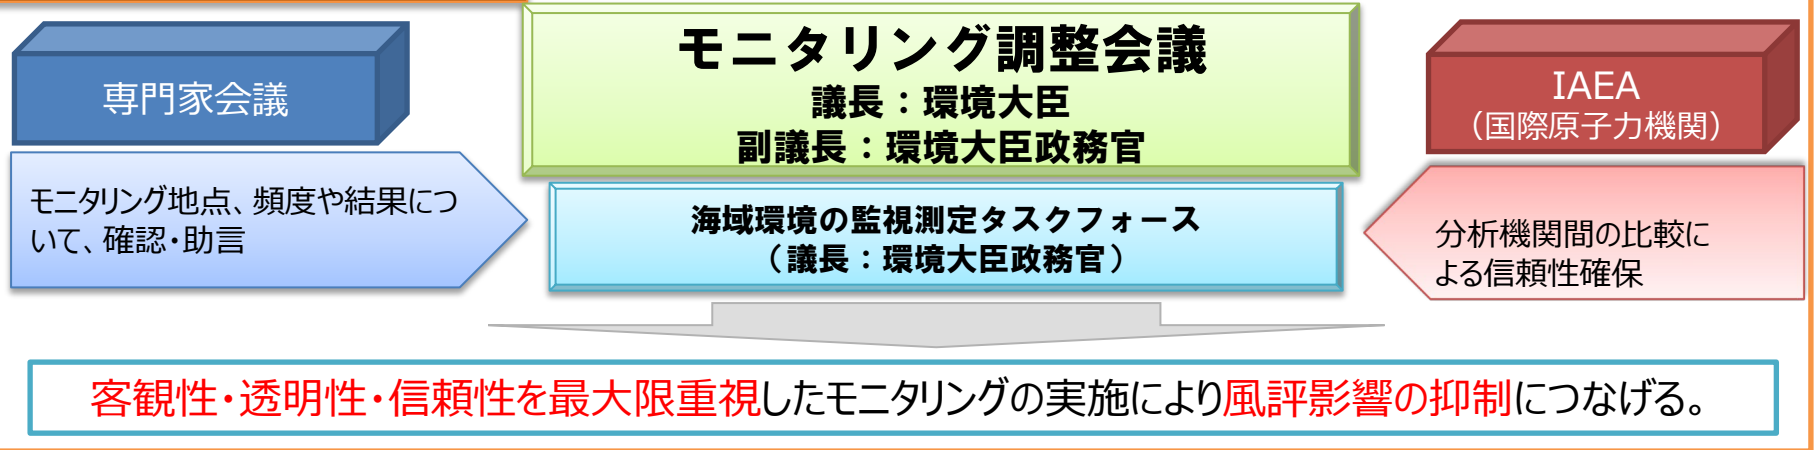 専門家会議
モニタリング地点、頻度や結果につ
いて、確認・助言
モニタリング調整会議
議長：環境大臣
副議長：環境大臣政務官
海域環境の監視測定タスクフォース
（議長：環境大臣政務官）
IAEA
（国際原子力機関）
分析機関間の比較に
よる信頼性確保
客観性・透明性・信頼性を最大限重視したモニタリングの実施により風評影響の抑制につなげる。